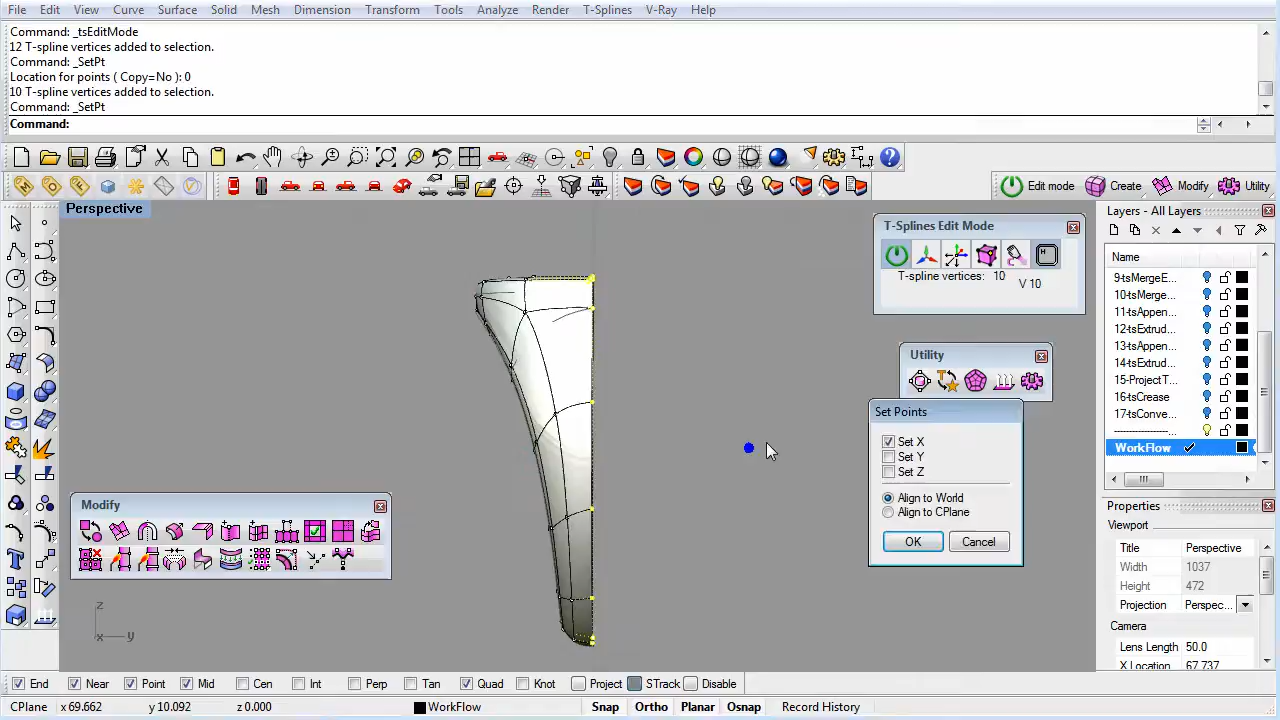 File Edit View Curve Surface Solid Mesh Dimension Transform Tools Analyze Render T-Splines V-Ray Help
Command: _tsEditMode
12 T-spline vertices added to selection.
Command: _SetPt
Location for points ( Copy=No ): 0
10 T-spline vertices added to selection.
Command: _SetPt
Command:
Edit mode Create Modify Utility
Perspective
T-Splines Edit Mode
T-spline vertices: 10
V 10
Utility
Set Points
Set X
Set Y
Set Z
Align to World
Align to CPlane
OK Cancel
Modify
z
x y
Layers - All Layers
Name
9-tsMergeE...
10-tsMerge...
11-tsAppen...
12-tsExtrud...
13-tsAppen...
14-tsExtrud...
15-ProjectT...
16-tsCrease
17-tsConve...
WorkFlow
Properties
Viewport
Title Perspective
Width 1037
Height 472
Projection Perspec...
Camera
Lens Length 50.0
X Location 67.737
End Near Point Mid Cen Int Perp Tan Quad Knot Project STrack Disable
CPlane x 69.662 y 10.092 z 0.000 WorkFlow Snap Ortho Planar Osnap Record History